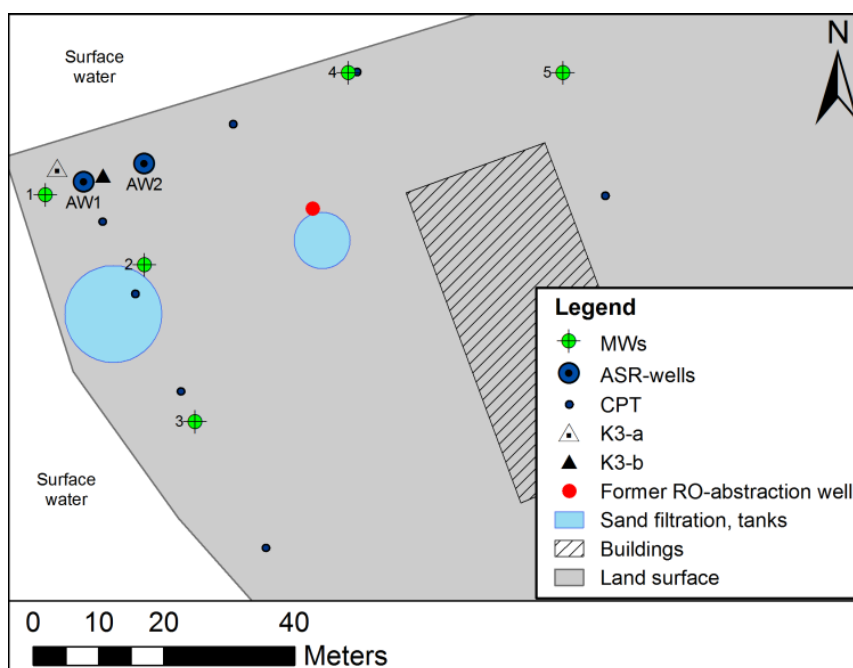 Surface
water
N
4
5
AW2
1
AW1
2
3
Surface
water
Legend
MWs
ASR-wells
CPT
K3-a
K3-b
Former RO-abstraction well
Sand filtration, tanks
Buildings
Land surface
0 10 20 40
Meters